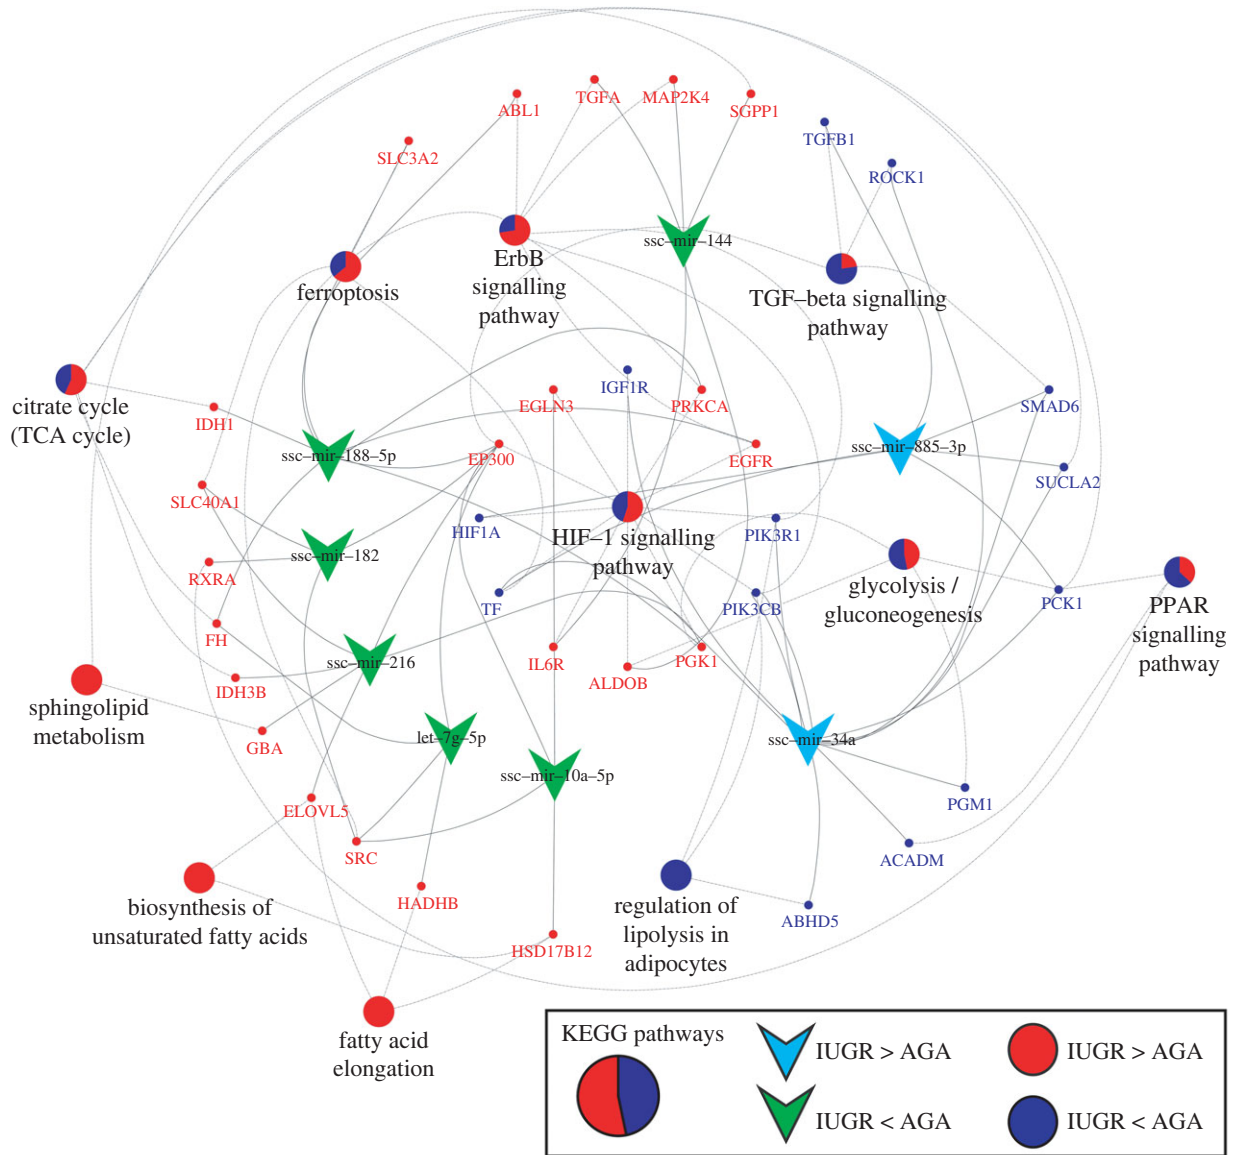 TGFA
MAP2K4
ABL1
SGPP1
TGFB1
SLC3A2
ROCK1
ssc–mir–144
ErbB
signalling
pathway
ferroptosis
TGF–beta signalling
pathway
citrate cycle
(TCA cycle)
IDH1
EGLN3
IGF1R
PRKCA
SMAD6
ssc–mir–188–5p
EP300
EGFR
ssc–mir–885–3p
SUCLA2
SLC40A1
HIF1A
HIF–1 signalling
pathway
PIK3R1
ssc–mir–182
RXRA
glycolysis /
gluconeogenesis
TF
PIK3CB
PCK1
PPAR
signalling
pathway
FH
ssc–mir–216
IL6R
ALDOB
PGK1
IDH3B
sphingolipid
metabolism
GBA
let–7g–5p
ssc–mir–34a
ssc–mir–10a–5p
ELOVL5
PGM1
SRC
ACADM
HADHB
biosynthesis of
unsaturated fatty acids
regulation of
lipolysis in
adipocytes
ABHD5
HSD17B12
fatty acid
elongation
KEGG pathways
IUGR > AGA
IUGR > AGA
IUGR < AGA
IUGR < AGA